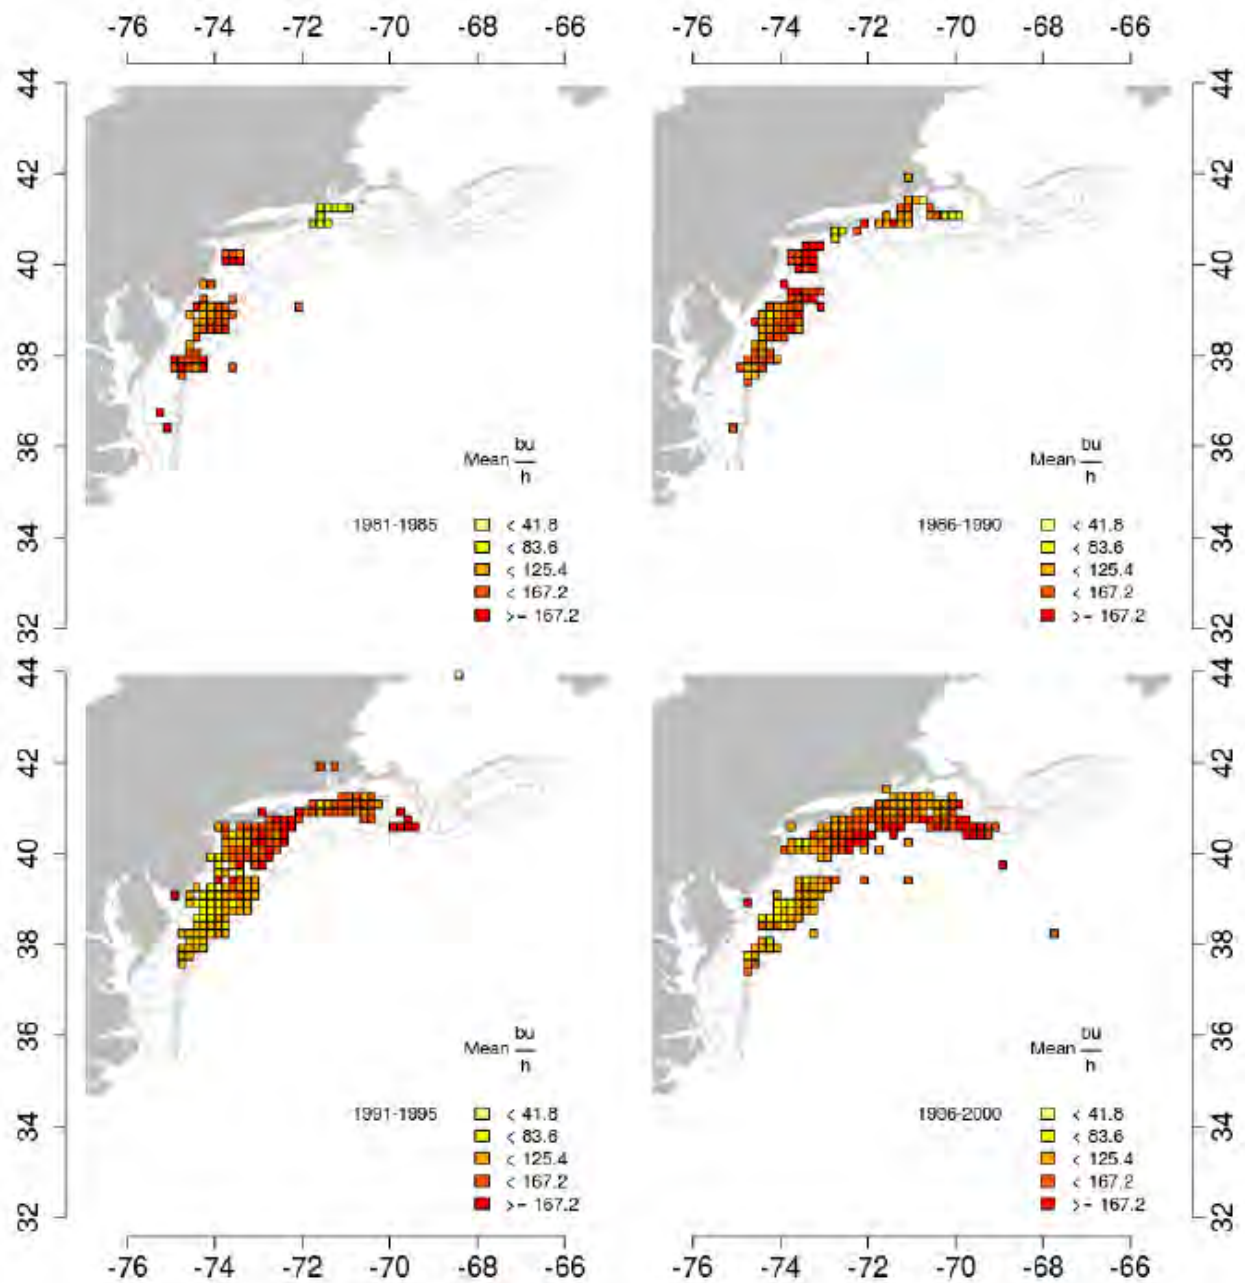 -76 -74 -72 -70 -68 -66 -76 -74 -72 -70 -68 -66
44 44
42 42
40 40
38 38
36 36
Mean bu/h Mean bu/h
1981-1985 < 41.8 1986-1990 < 41.8
34 < 83.6 < 83.6 34
< 125.4 < 125.4
< 167.2 < 167.2
32 >= 167.2 >= 167.2 32
44 44
42 42
40 40
38 38
36 36
Mean bu/h Mean bu/h
1991-1995 < 41.8 1996-2000 < 41.8
34 < 83.6 < 83.6 34
< 125.4 < 125.4
< 167.2 < 167.2
32 >= 167.2 >= 167.2 32
-76 -74 -72 -70 -68 -66 -76 -74 -72 -70 -68 -66